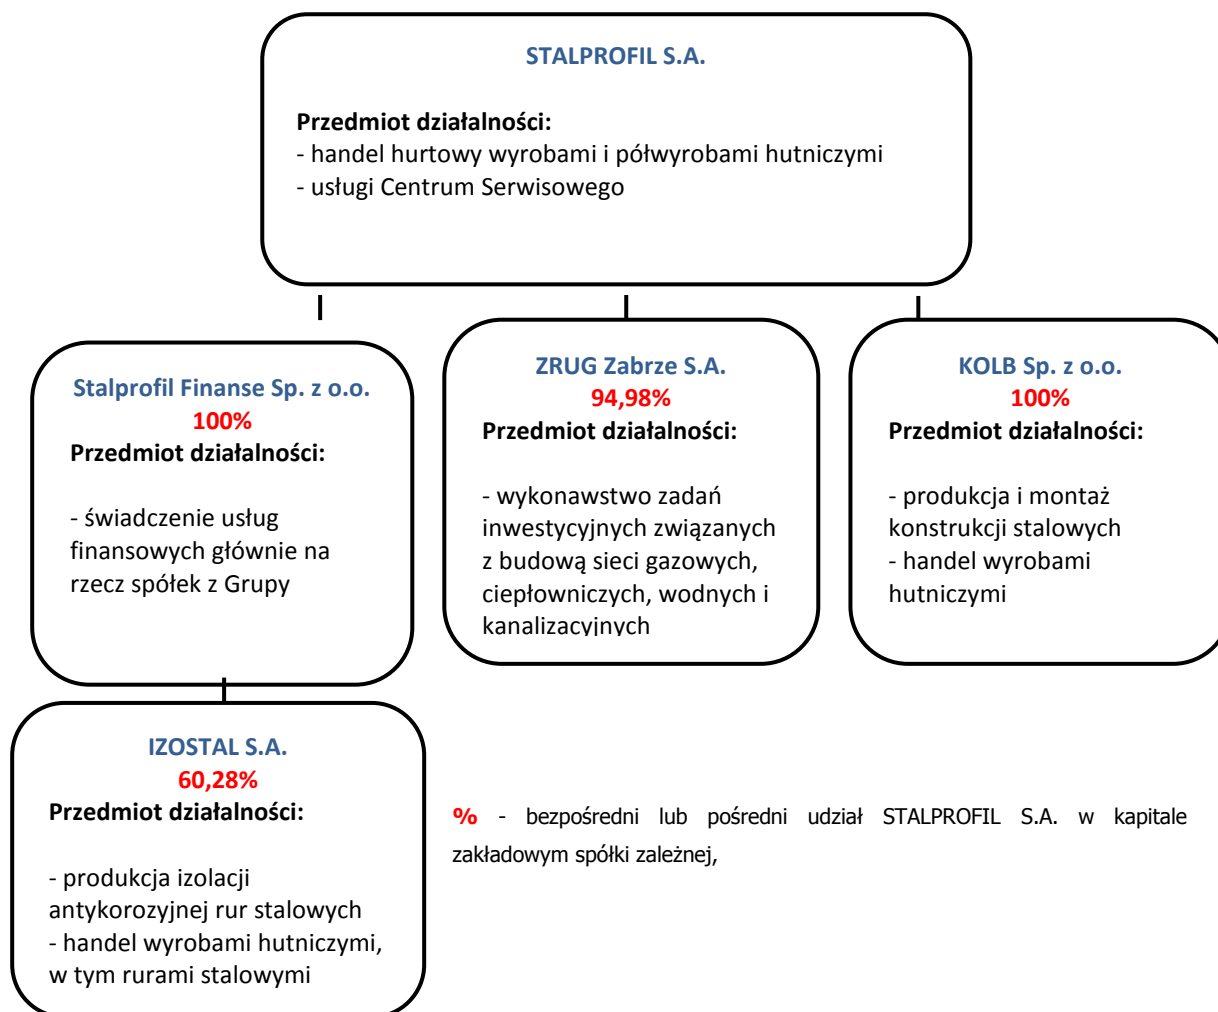 STALPROFIL S.A.
Przedmiot działalności:
- handel hurtowy wyrobami i półwyrobami hutniczymi
- usługi Centrum Serwisowego
Stalprofil Finanse Sp. z o.o.
100%
Przedmiot działalności:
- świadczenie usług
finansowych głównie na
rzecz spółek z Grupy
ZRUG Zabrze S.A.
94,98%
Przedmiot działalności:
- wykonawstwo zadań
inwestycyjnych związanych
z budową sieci gazowych,
ciepłowniczych, wodnych i
kanalizacyjnych
KOLB Sp. z o.o.
100%
Przedmiot działalności:
- produkcja i montaż
konstrukcji stalowych
- handel wyrobami
hutniczymi
IZOSTAL S.A.
60,28%
Przedmiot działalności:
- produkcja izolacji
antykorozyjnej rur stalowych
- handel wyrobami hutniczymi,
w tym rurami stalowymi
% - bezpośredni lub pośredni udział STALPROFIL S.A. w kapitale
zakładowym spółki zależnej,